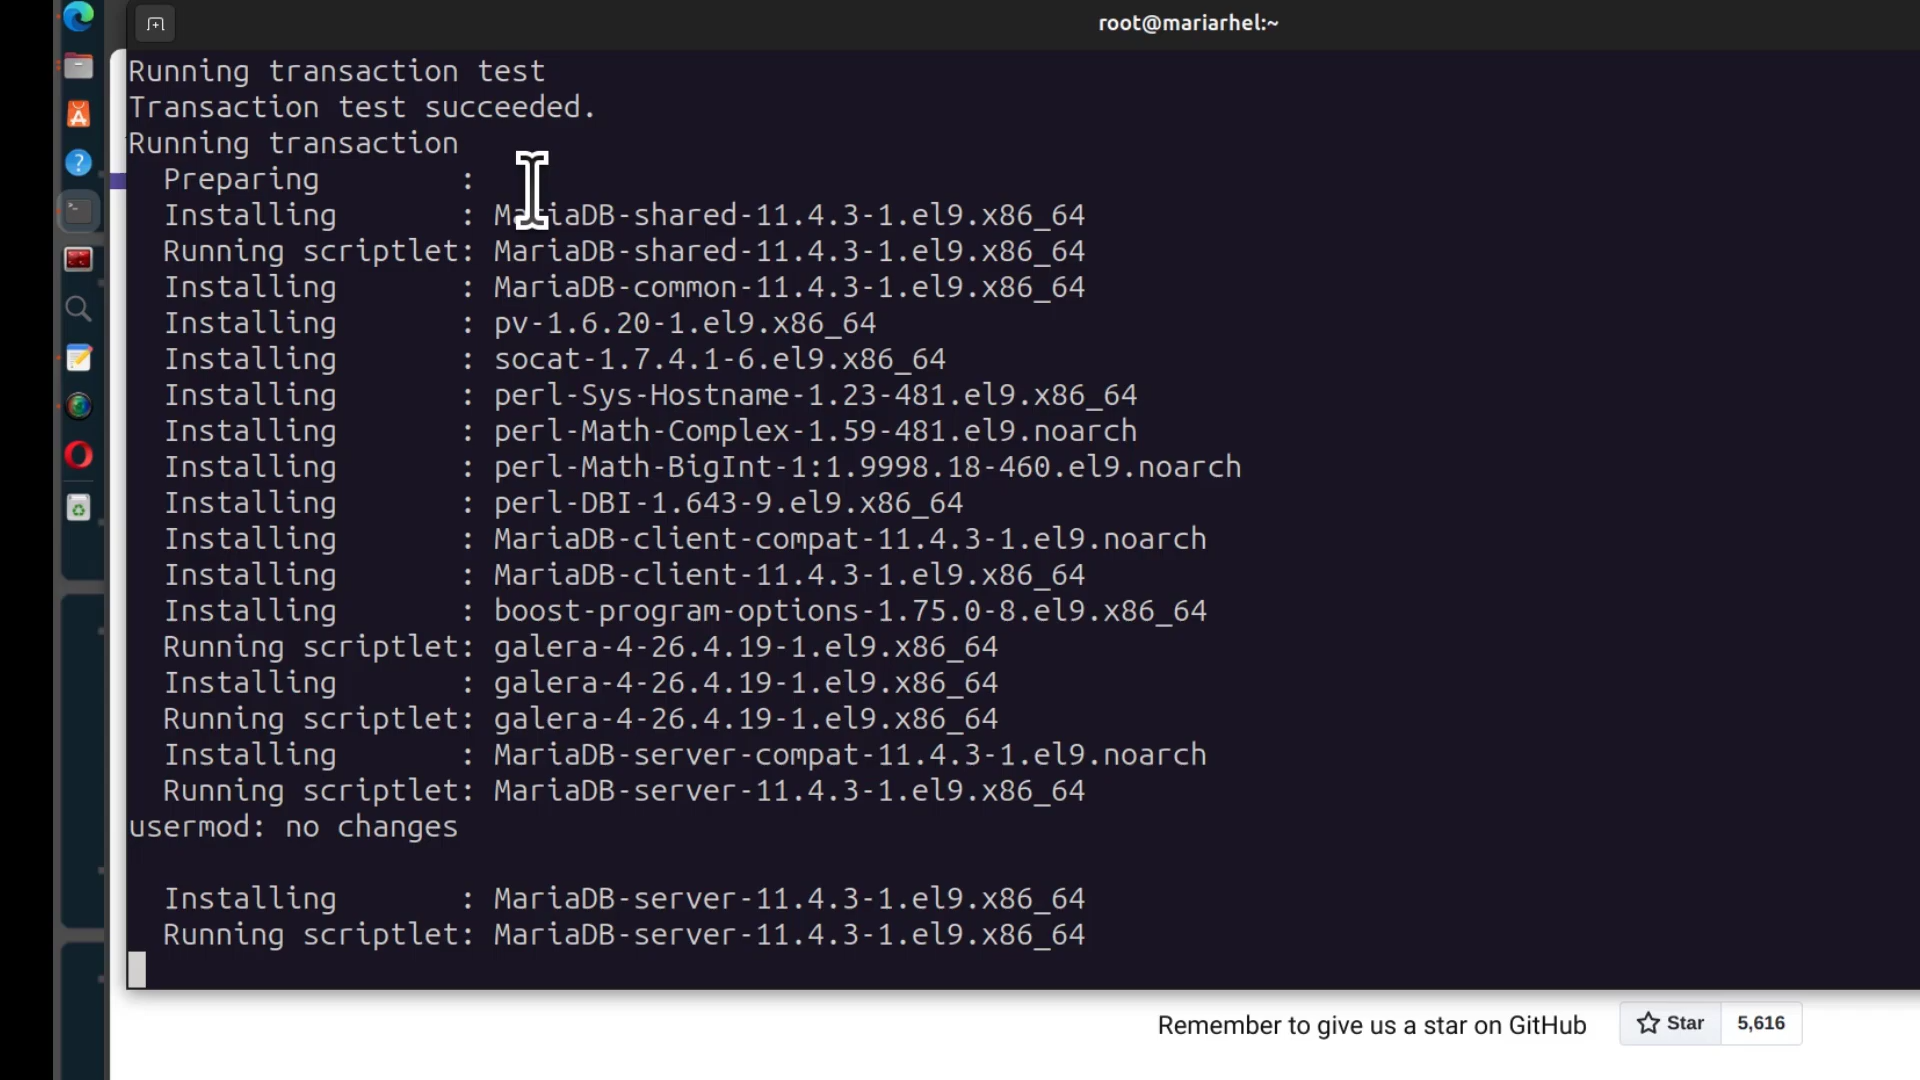 root@mariarhel:~
Running transaction test
Transaction test succeeded.
Running transaction
  Preparing        :
  Installing       : MariaDB-shared-11.4.3-1.el9.x86_64
  Running scriptlet: MariaDB-shared-11.4.3-1.el9.x86_64
  Installing       : MariaDB-common-11.4.3-1.el9.x86_64
  Installing       : pv-1.6.20-1.el9.x86_64
  Installing       : socat-1.7.4.1-6.el9.x86_64
  Installing       : perl-Sys-Hostname-1.23-481.el9.x86_64
  Installing       : perl-Math-Complex-1.59-481.el9.noarch
  Installing       : perl-Math-BigInt-1:1.9998.18-460.el9.noarch
  Installing       : perl-DBI-1.643-9.el9.x86_64
  Installing       : MariaDB-client-compat-11.4.3-1.el9.noarch
  Installing       : MariaDB-client-11.4.3-1.el9.x86_64
  Installing       : boost-program-options-1.75.0-8.el9.x86_64
  Running scriptlet: galera-4-26.4.19-1.el9.x86_64
  Installing       : galera-4-26.4.19-1.el9.x86_64
  Running scriptlet: galera-4-26.4.19-1.el9.x86_64
  Installing       : MariaDB-server-compat-11.4.3-1.el9.noarch
  Running scriptlet: MariaDB-server-11.4.3-1.el9.x86_64
usermod: no changes
  Installing       : MariaDB-server-11.4.3-1.el9.x86_64
  Running scriptlet: MariaDB-server-11.4.3-1.el9.x86_64
Remember to give us a star on GitHub Star 5,616